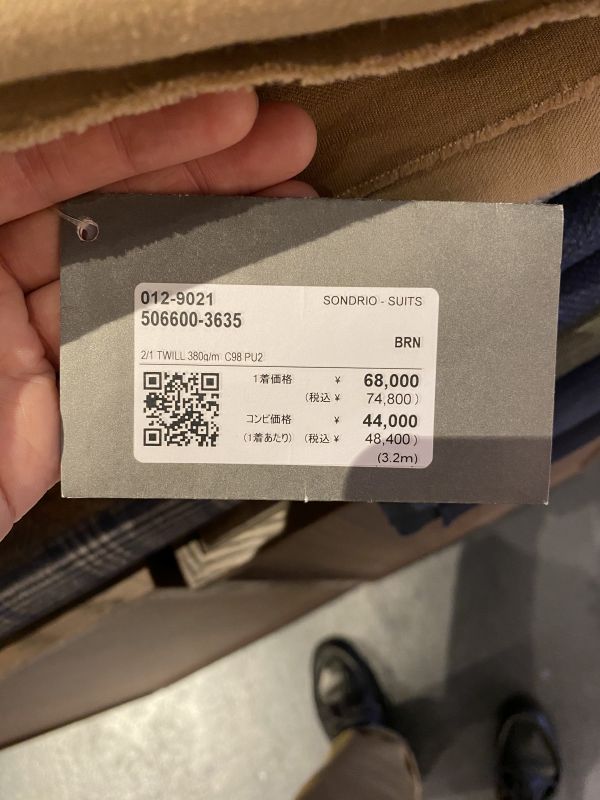 012-9021 SONDRIO - SUITS
506600-3635
BRN
2/1 TWILL 380g/m C98 PU2
1着価格 ¥ 68,000
(税込 ¥ 74,800 )
コンビ価格 ¥ 44,000
(1着あたり) (税込 ¥ 48,400 )
(3.2m)